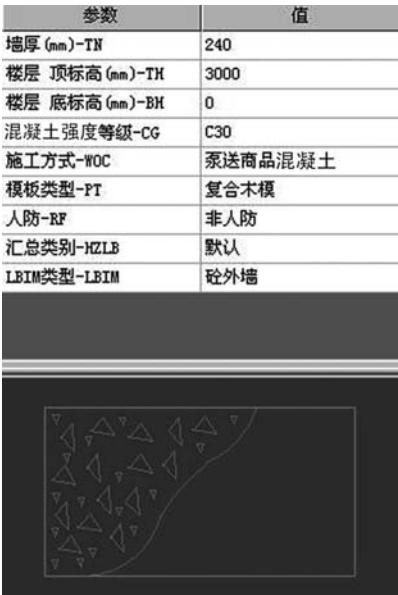 参数 值
墙厚(mm)-TN 240
楼层 顶标高(mm)-TH 3000
楼层 底标高(mm)-BH 0
混凝土强度等级-CG C30
施工方式-WOC 泵送商品混凝土
模板类型-PT 复合木模
人防-RF 非人防
汇总类别-HZLB 默认
LBIM类型-LBIM 砼外墙